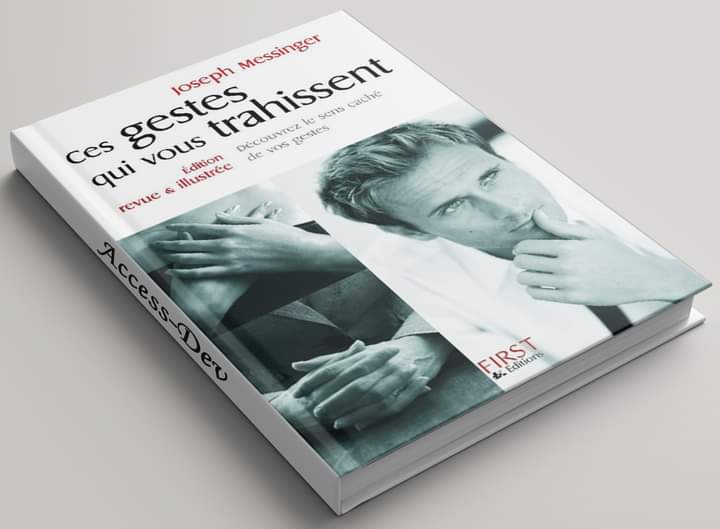 Joseph Messinger
ces gestes
qui vous trahissent
Édition
revue & illustrée
Découvrez le sens caché
de vos gestes
FIRST
Editions
Access-Dev